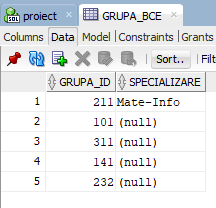 proiect GRUPA_BCE
Columns Data Model Constraints Grants
SQL Sort.. Filt
GRUPA_ID SPECIALIZARE
1 211 Mate-Info
2 101 (null)
3 311 (null)
4 141 (null)
5 232 (null)